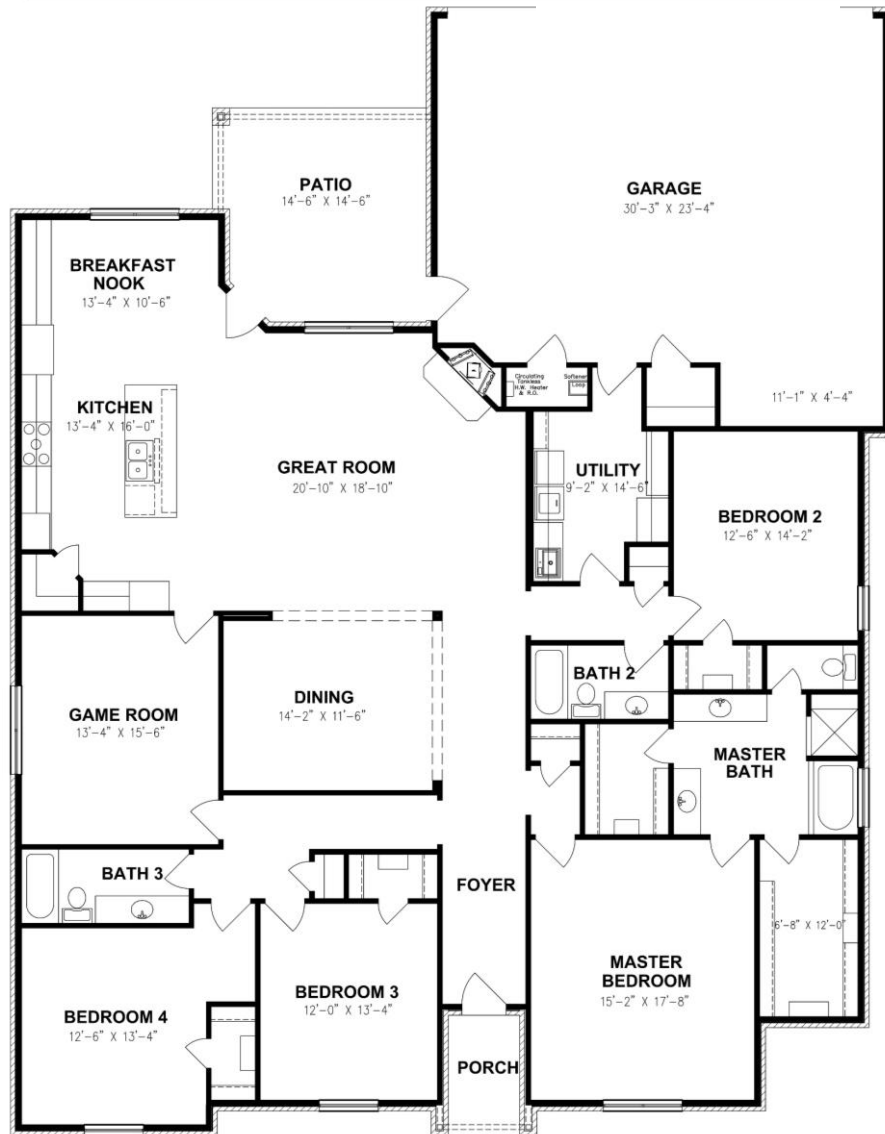 PATIO
14'-6" X 14'-6"
GARAGE
30'-3" X 23'-4"
BREAKFAST
NOOK
13'-4" X 10'-6"
Circulating
Tankless
H.W. Heater
& R.O.
Softener
Loop
11'-1" X 4'-4"
KITCHEN
13'-4" X 16'-0"
GREAT ROOM
20'-10" X 18'-10"
UTILITY
9'-2" X 14'-6"
BEDROOM 2
12'-6" X 14'-2"
BATH 2
GAME ROOM
13'-4" X 15'-6"
DINING
14'-2" X 11'-6"
MASTER
BATH
BATH 3
FOYER
6'-8" X 12'-0"
MASTER
BEDROOM
15'-2" X 17'-8"
BEDROOM 3
12'-0" X 13'-4"
BEDROOM 4
12'-6" X 13'-4"
PORCH